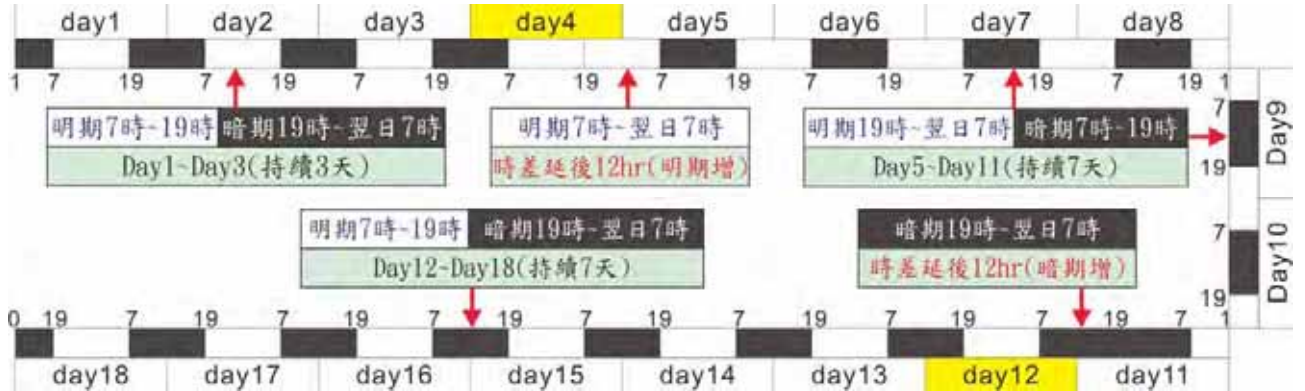 day1 day2 day3 day4 day5 day6 day7 day8
1 7 19 7 19 7 19 7 19 7 19 7 19 7 19 7 19 1
明期7時~19時 暗期19時~翌日7時
Day1~Day3(持續3天)
明期7時~翌日7時
時差延後12hr(明期增)
明期19時~翌日7時 暗期7時~19時
Day5~Day11(持續7天)
7
19
Day9
7
19
Day10
明期7時~19時 暗期19時~翌日7時
Day12~Day18(持續7天)
暗期19時~翌日7時
時差延後12hr(暗期增)
0 19 7 19 7 19 7 19 7 19 7 19 7 19 7 1
day18 day17 day16 day15 day14 day13 day12 day11